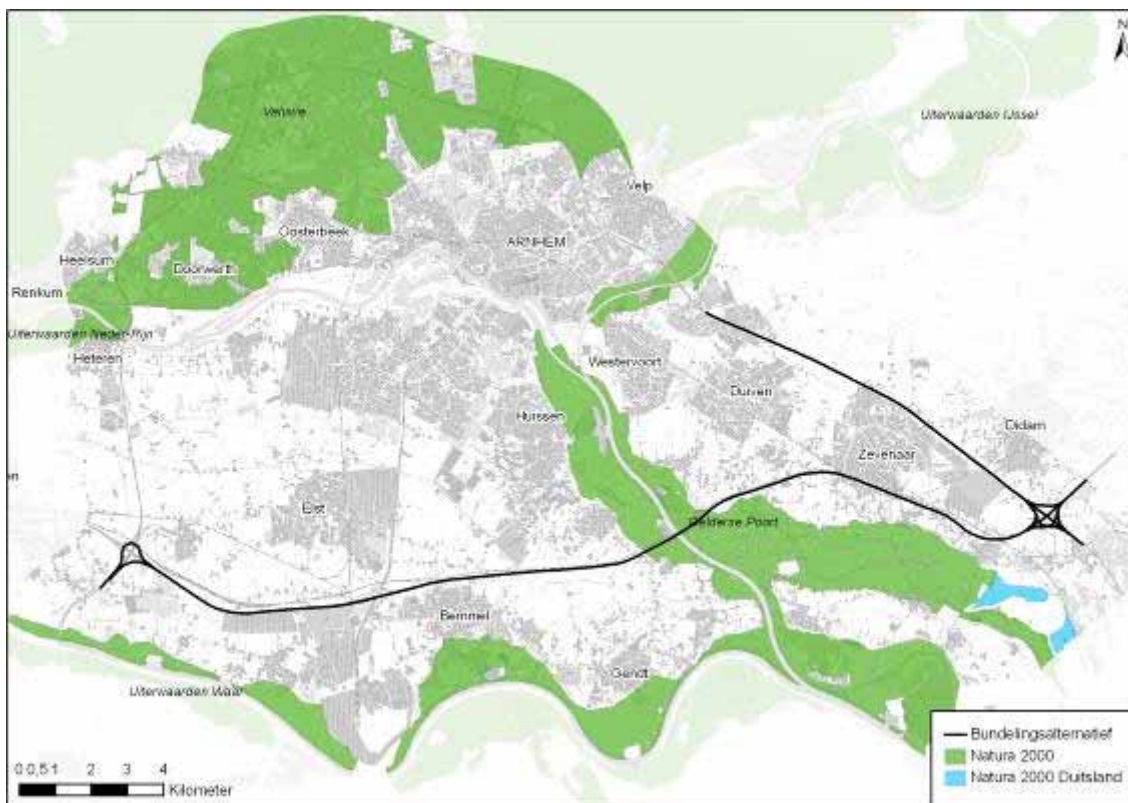 N
Veluwe
Uiterwaarden IJssel
Velp
Oosterbeek
ARNHEM
Heelsum
Doorwerth
Renkum
Uiterwaarden Neder-Rijn
Heteren
Westervoort
Duiven
Huissen
Didam
Zevenaar
en
Elst
Gelderse Poort
Bemmel
Gendt
Uiterwaarden Waal
Bundelingsalternatief
Natura 2000
Natura 2000 Duitsland
0 0,5 1 2 3 4
Kilometer